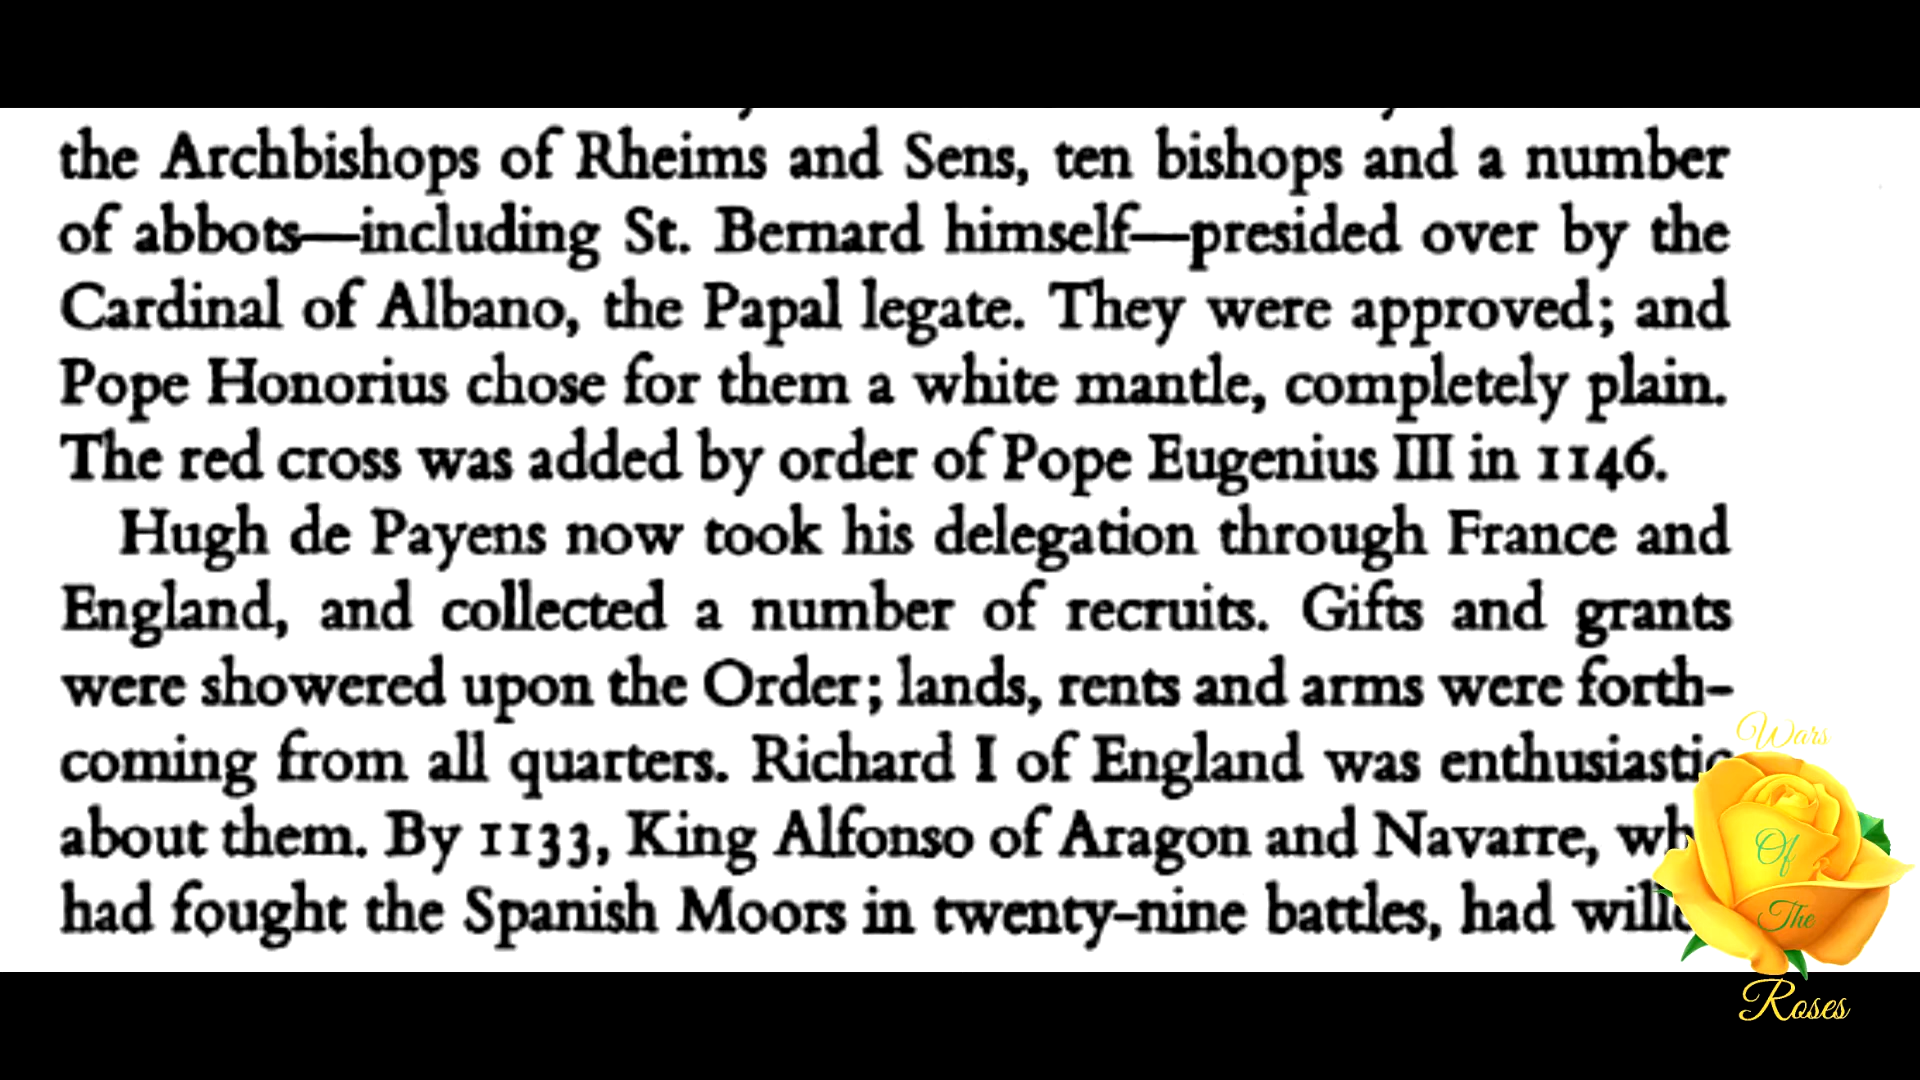 the Archbishops of Rheims and Sens, ten bishops and a number
of abbots—including St. Bernard himself—presided over by the
Cardinal of Albano, the Papal legate. They were approved; and
Pope Honorius chose for them a white mantle, completely plain.
The red cross was added by order of Pope Eugenius III in 1146.
Hugh de Payens now took his delegation through France and
England, and collected a number of recruits. Gifts and grants
were showered upon the Order; lands, rents and arms were forth-
coming from all quarters. Richard I of England was enthusiastic
about them. By 1133, King Alfonso of Aragon and Navarre,
had fought the Spanish Moors in twenty-nine battles, had
Wars
Of
The
Roses